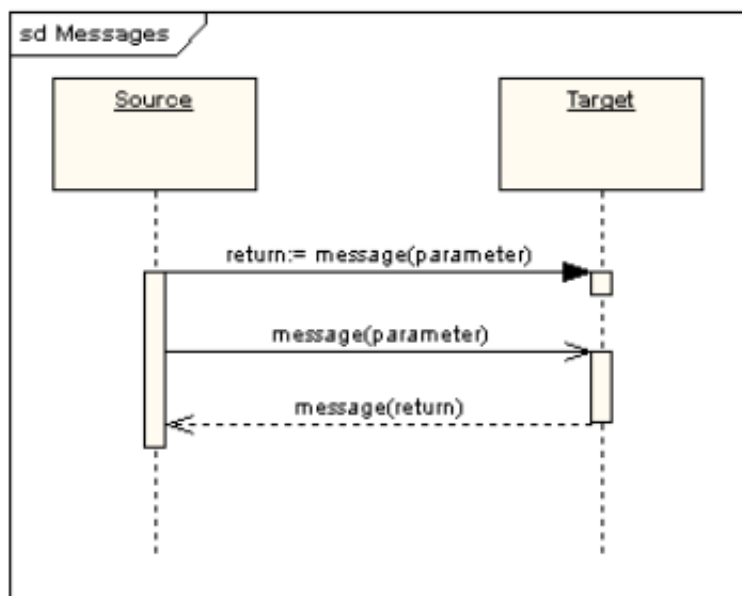 sd Messages
Source
Target
return:= message(parameter)
message(parameter)
message(return)